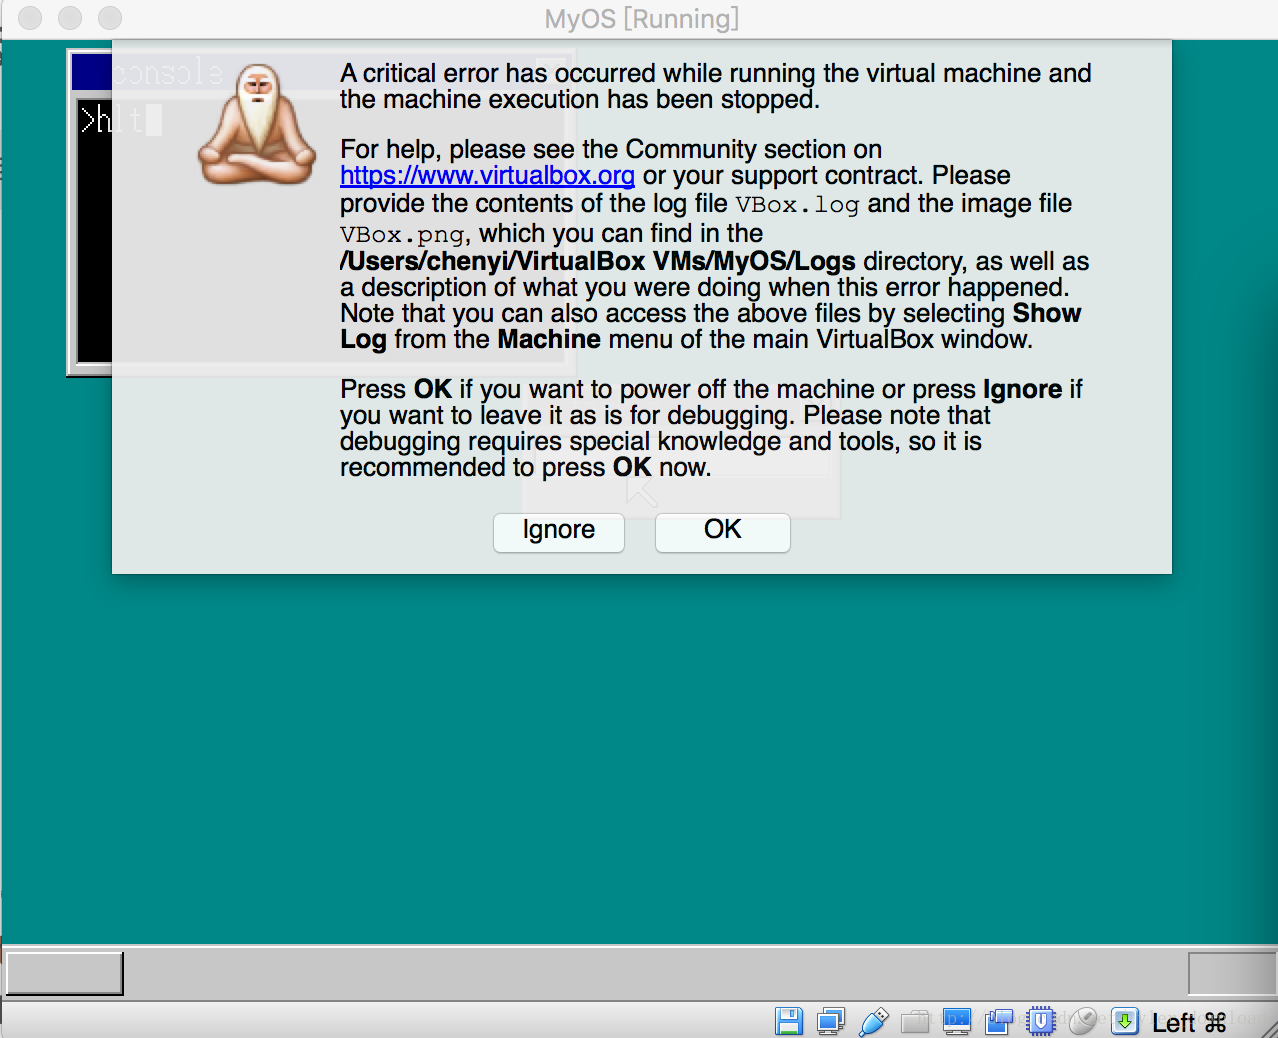 MyOS [Running]
console
>hlt
A critical error has occurred while running the virtual machine and
the machine execution has been stopped.
For help, please see the Community section on
https://www.virtualbox.org or your support contract. Please
provide the contents of the log file VBox.log and the image file
VBox.png, which you can find in the
/Users/chenyi/VirtualBox VMs/MyOS/Logs directory, as well as
a description of what you were doing when this error happened.
Note that you can also access the above files by selecting Show
Log from the Machine menu of the main VirtualBox window.
Press OK if you want to power off the machine or press Ignore if
you want to leave it as is for debugging. Please note that
debugging requires special knowledge and tools, so it is
recommended to press OK now.
Ignore
OK
Left ⌘